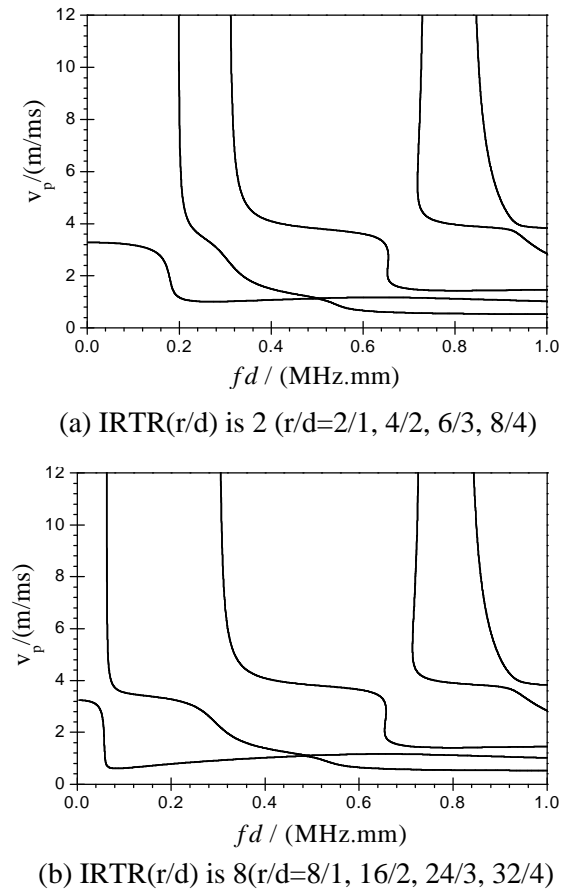 12
10
8
6
4
2
0
v_p/(m/ms)
0.0 0.2 0.4 0.6 0.8 1.0
fd / (MHz.mm)
(a) IRTR(r/d) is 2 (r/d=2/1, 4/2, 6/3, 8/4)
12
10
8
6
4
2
0
v_p/(m/ms)
0.0 0.2 0.4 0.6 0.8 1.0
fd / (MHz.mm)
(b) IRTR(r/d) is 8(r/d=8/1, 16/2, 24/3, 32/4)